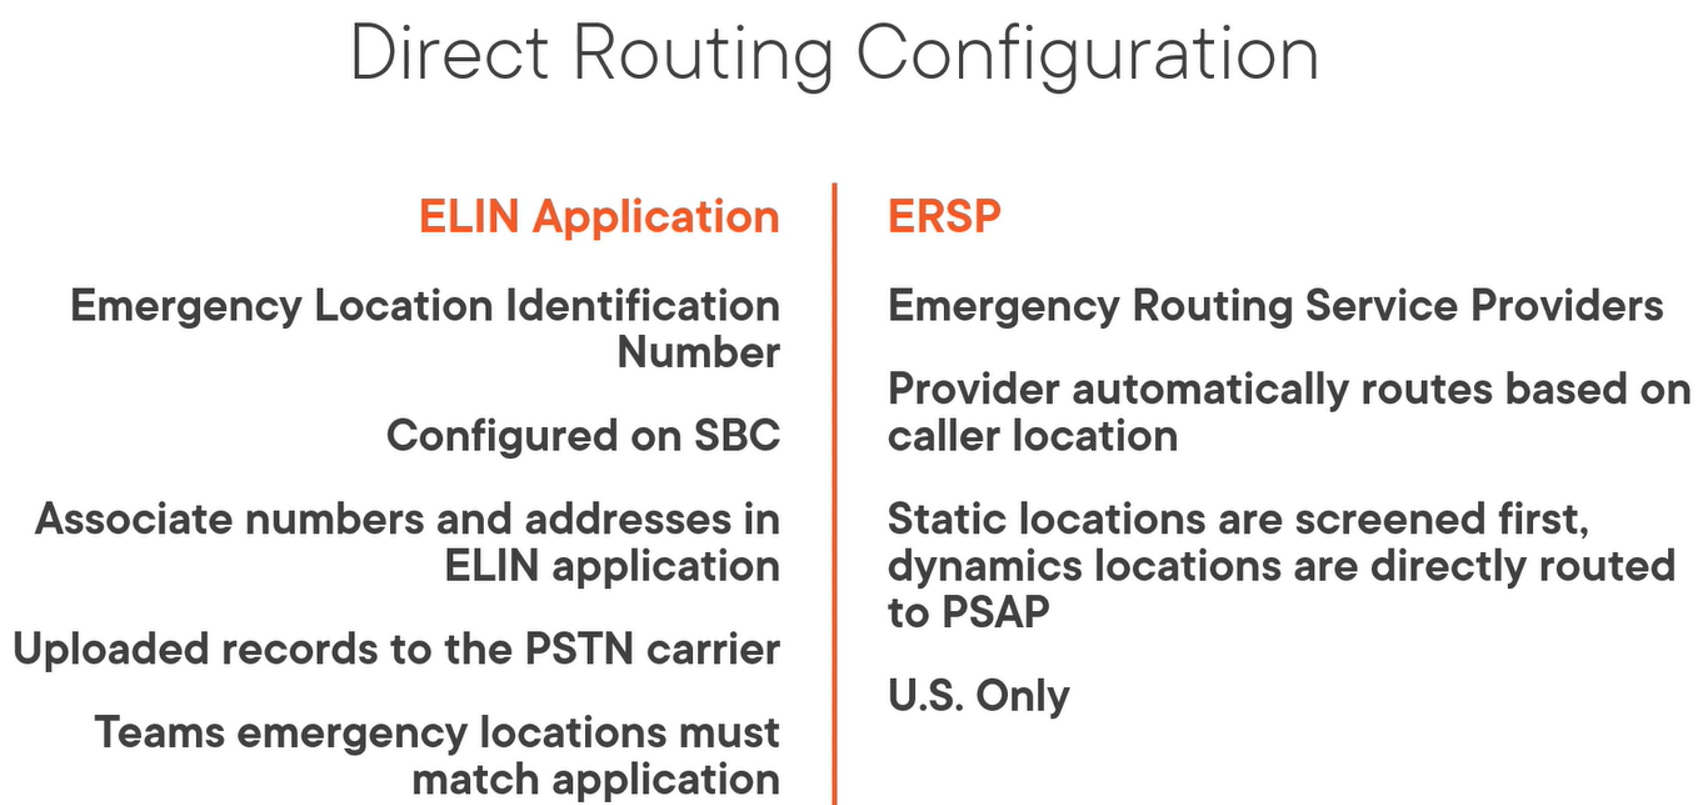 Direct Routing Configuration
ELIN Application
Emergency Location Identification
Number
Configured on SBC
Associate numbers and addresses in
ELIN application
Uploaded records to the PSTN carrier
Teams emergency locations must
match application
ERSP
Emergency Routing Service Providers
Provider automatically routes based on
caller location
Static locations are screened first,
dynamics locations are directly routed
to PSAP
U.S. Only